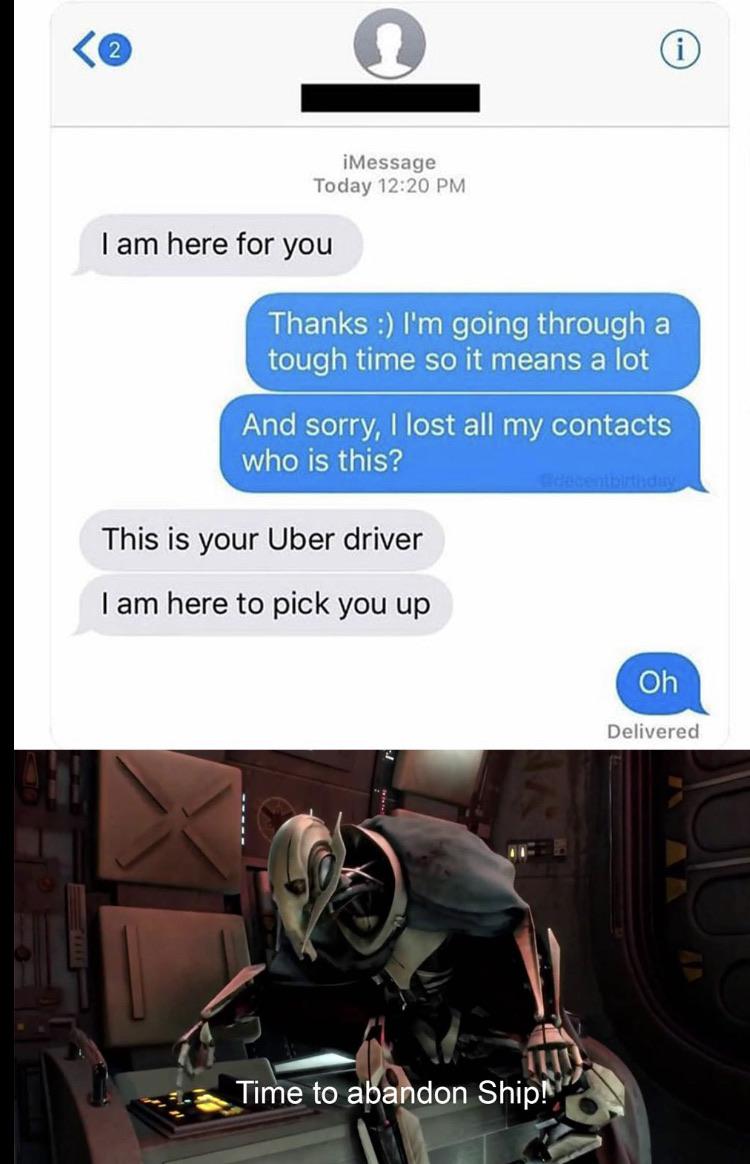 2
i
iMessage
Today 12:20 PM
I am here for you
Thanks :) I'm going through a
tough time so it means a lot
And sorry, I lost all my contacts
who is this?
@decentbirthday
This is your Uber driver
I am here to pick you up
Oh
Delivered
Time to abandon Ship!